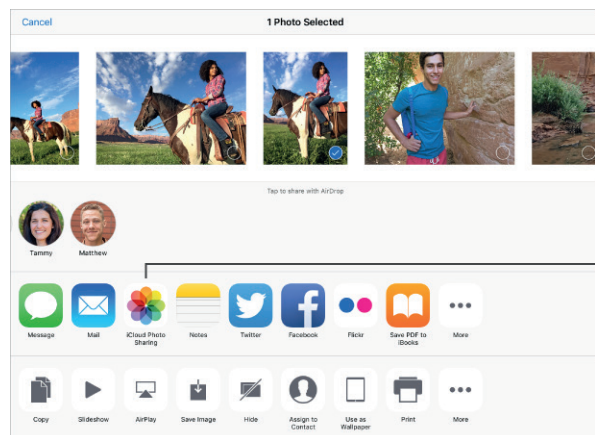 Cancel
1 Photo Selected
Tap to share with AirDrop
Tammy
Matthew
Message
Mail
iCloud Photo
Sharing
Notes
Twitter
Facebook
Flickr
Save PDF to
iBooks
More
Copy
Slideshow
AirPlay
Save Image
Hide
Assign to
Contact
Use as
Wallpaper
Print
More